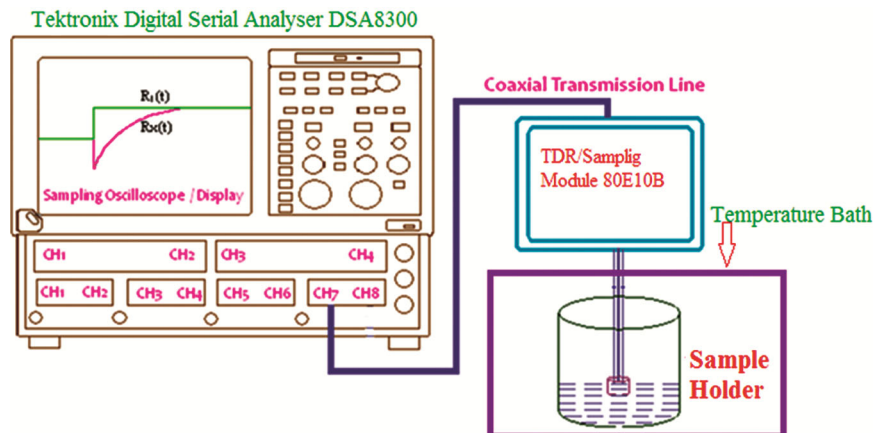 Tektronix Digital Serial Analyser DSA8300
R₁(t)
Rx(t)
Sampling Oscilloscope / Display
CH1 CH2 CH3 CH4
CH1 CH2 CH3 CH4 CH5 CH6 CH7 CH8
Coaxial Transmission Line
TDR/Samplig
Module 80E10B
Temperature Bath
Sample
Holder